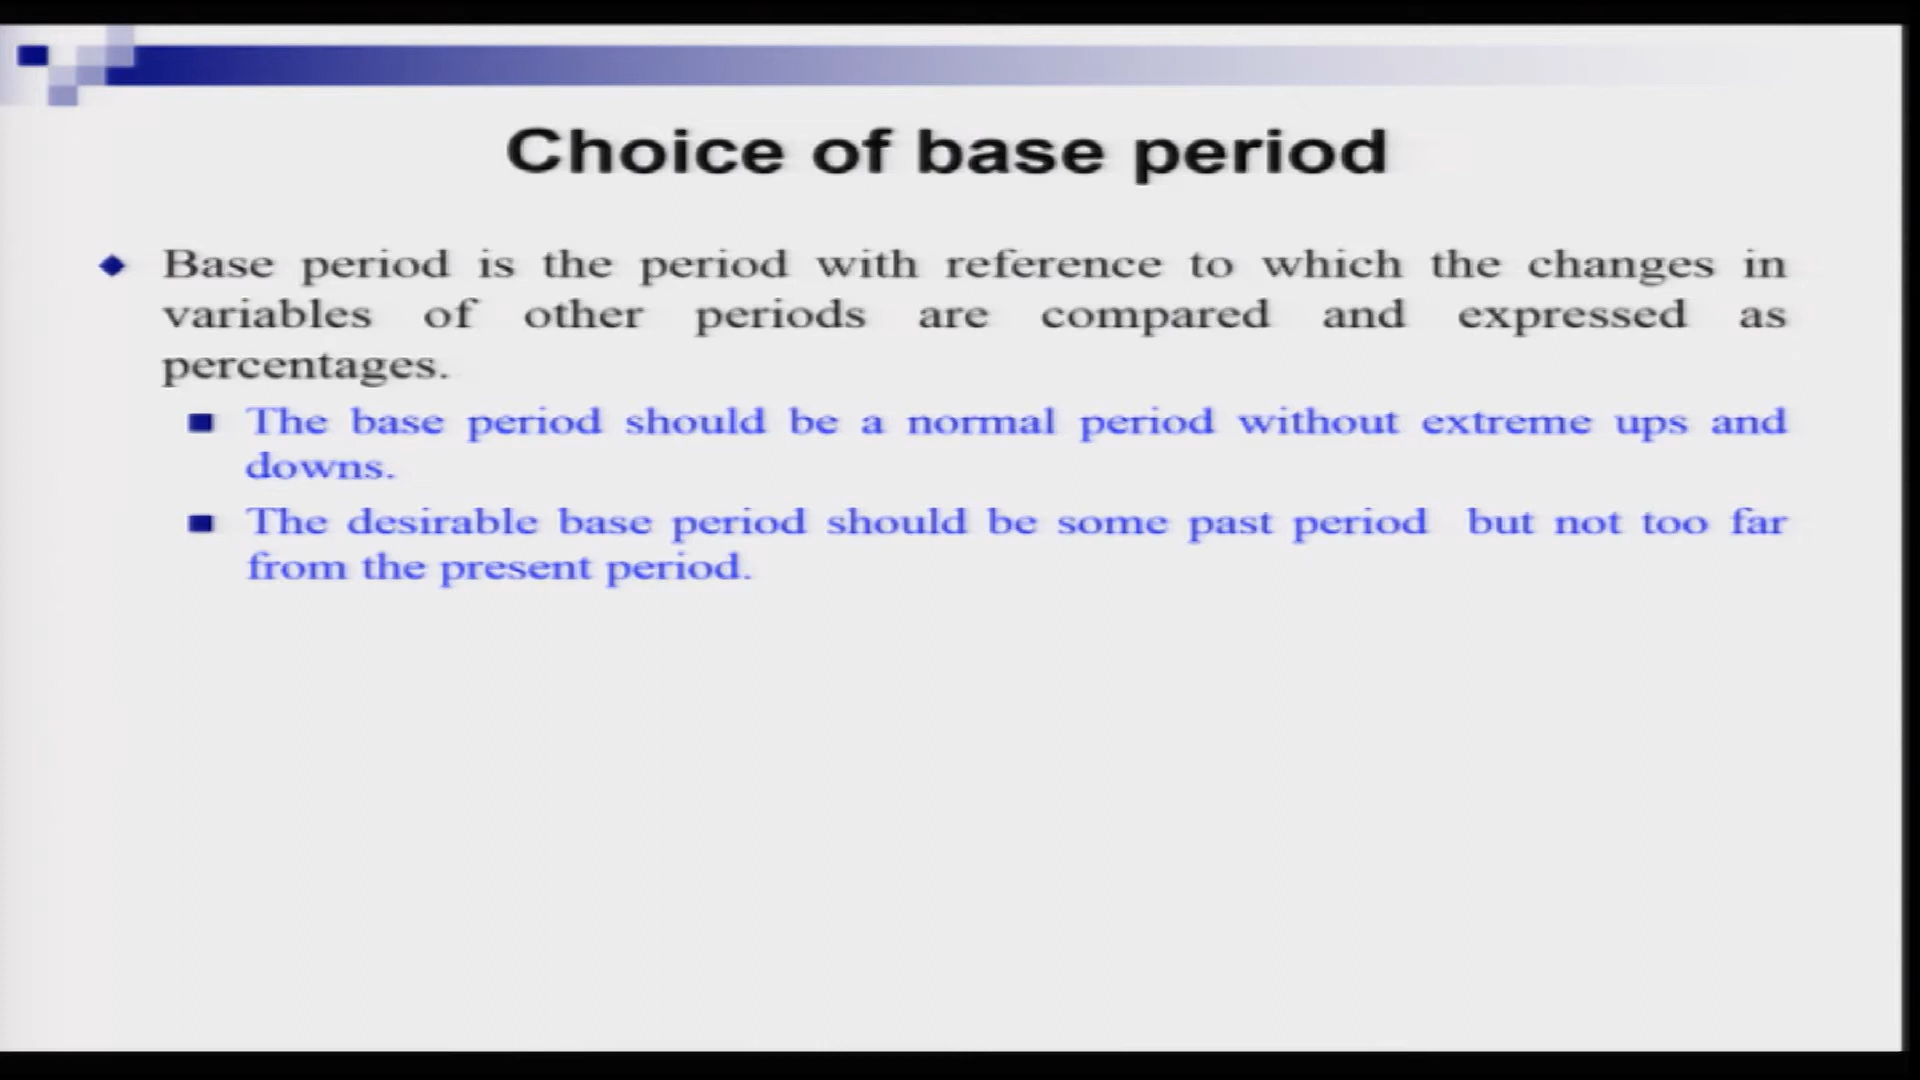 Choice of base period
Base period is the period with reference to which the changes in
variables of other periods are compared and expressed as
percentages.
The base period should be a normal period without extreme ups and
downs.
The desirable base period should be some past period but not too far
from the present period.